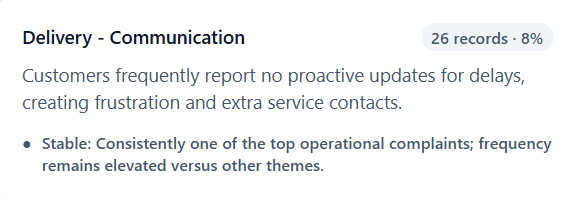 Delivery - Communication
26 records · 8%
Customers frequently report no proactive updates for delays,
creating frustration and extra service contacts.
● Stable: Consistently one of the top operational complaints; frequency
remains elevated versus other themes.